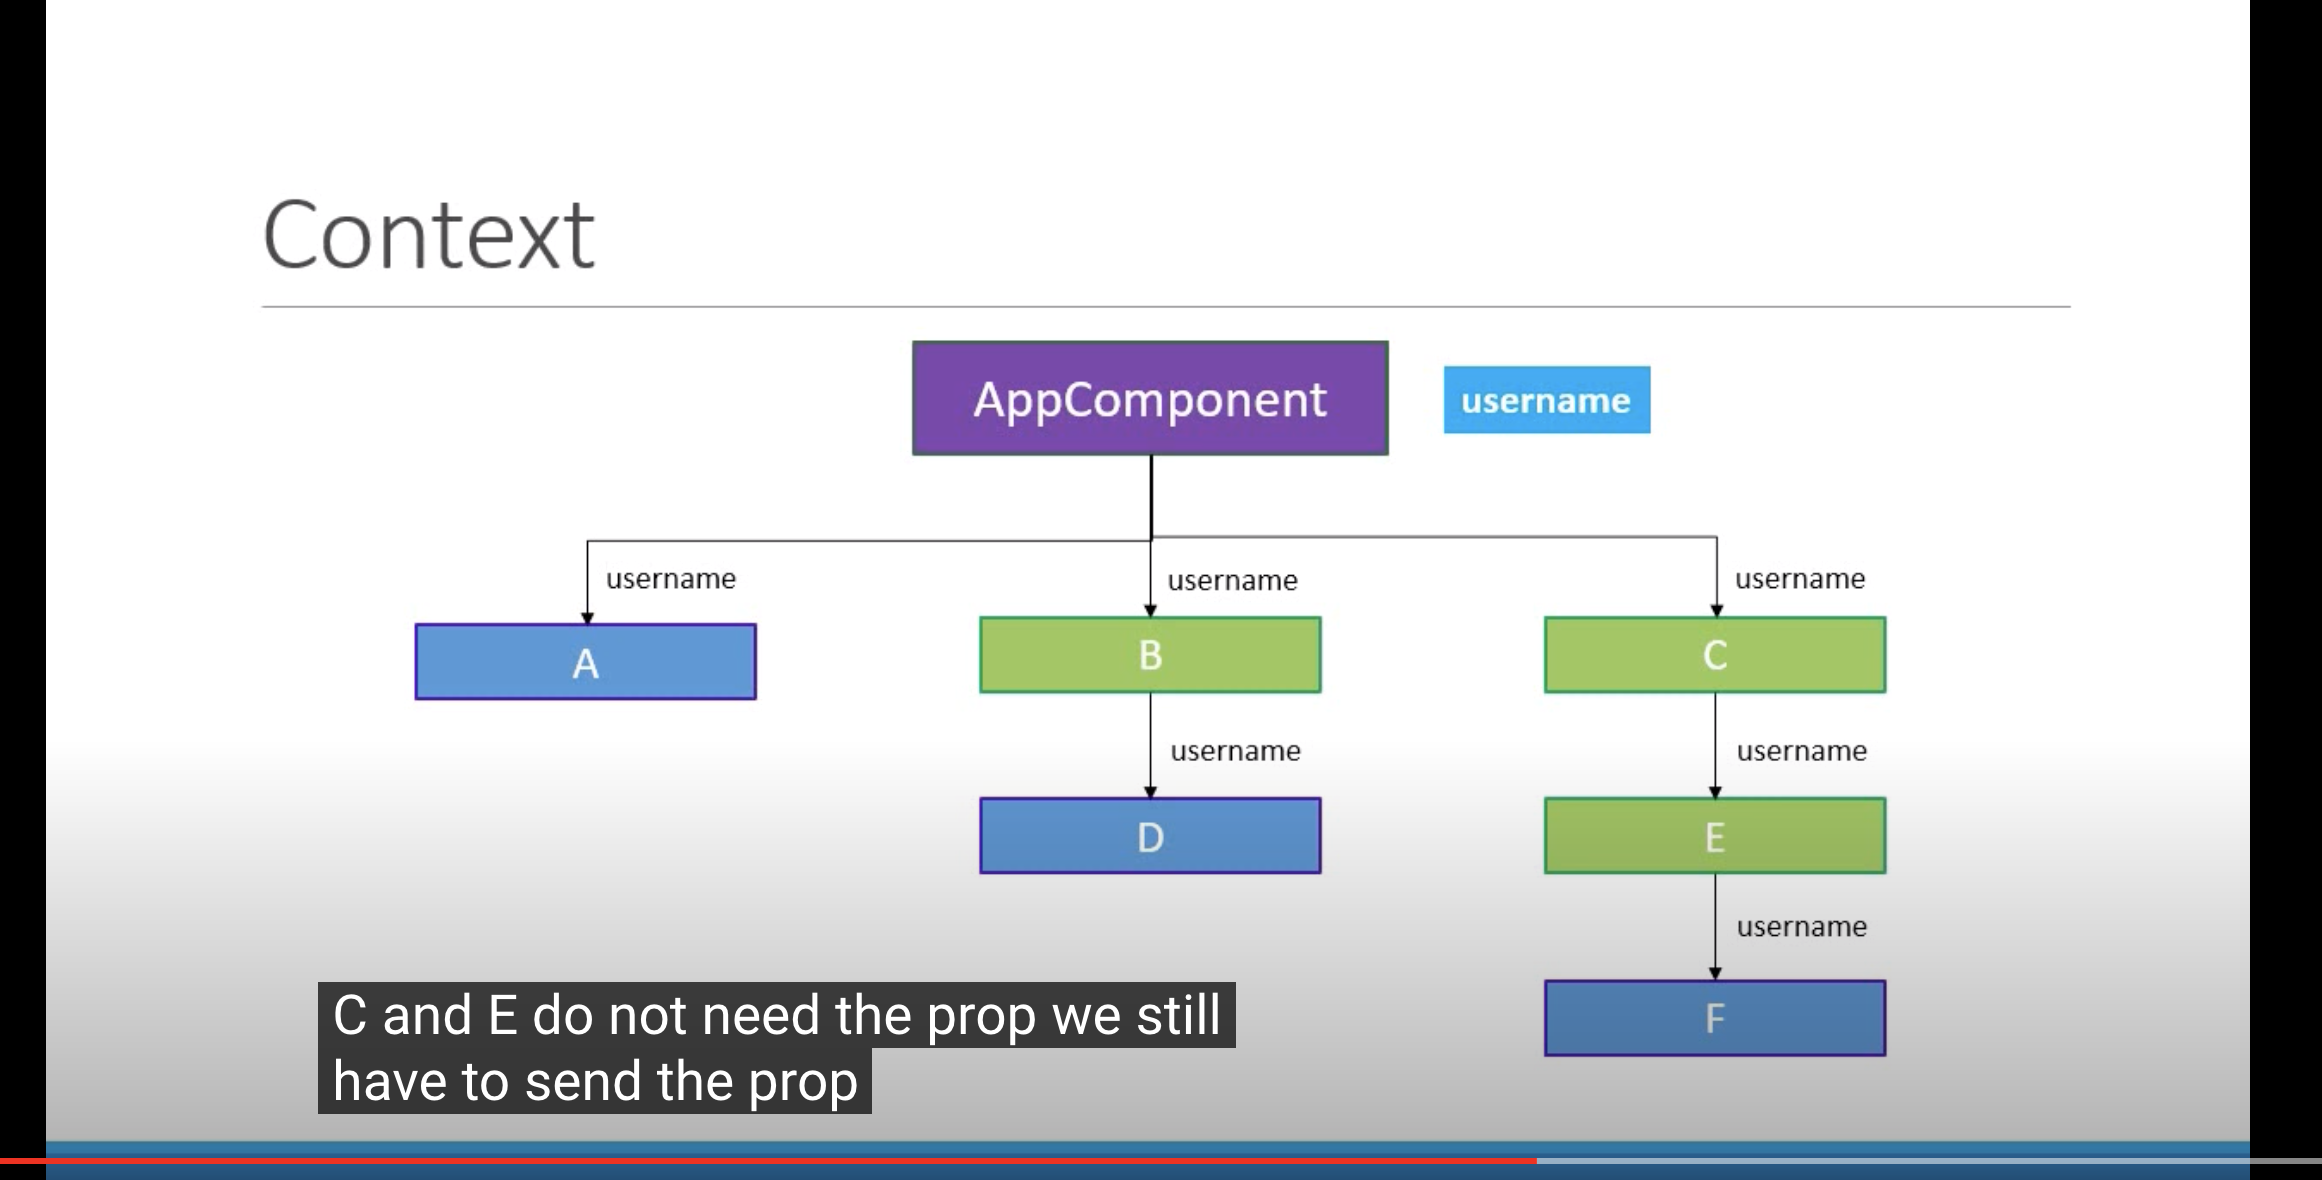 Context
AppComponent
username
username
username
username
A
B
C
username
username
D
E
username
F
C and E do not need the prop we still
have to send the prop